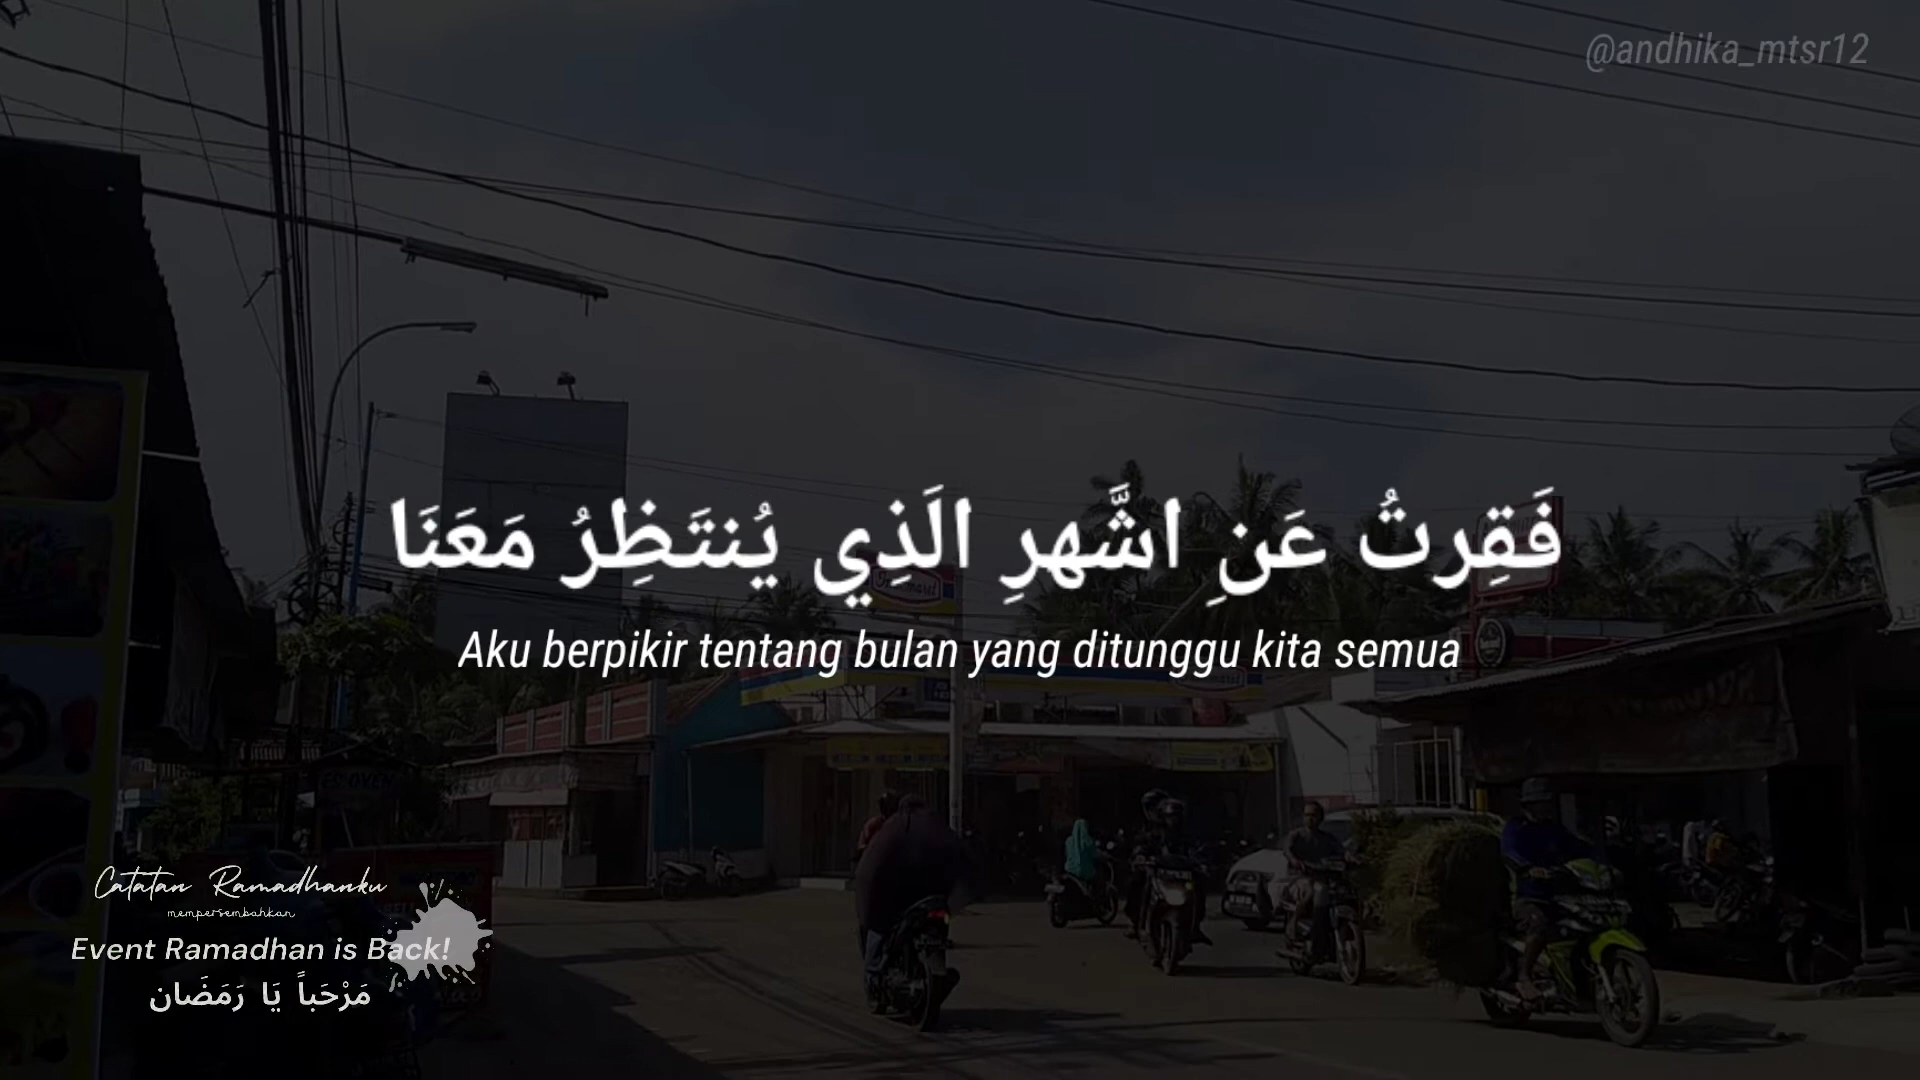 @andhika_mtsr12
فَقِرتُ عَنِ اشَّهرِ الَذِي يُنتَظِرُ مَعَنَا
Aku berpikir tentang bulan yang ditunggu kita semua
Catatan Ramadhanku
mempersembahkan
Event Ramadhan is Back!
مَرْحَباً يَا رَمَضَان